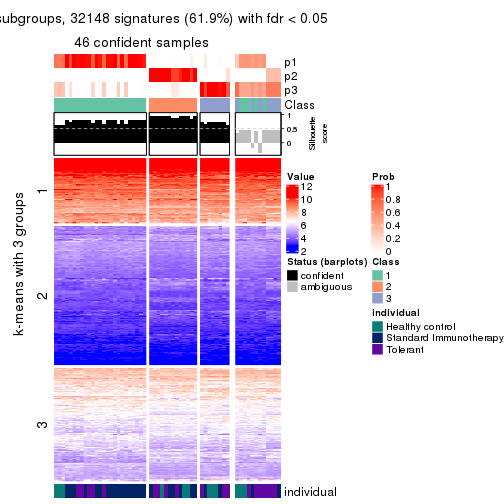 subgroups, 32148 signatures (61.9%) with fdr < 0.05
46 confident samples
p1
p2
p3
Class
1
0.5
0
Silhouette
score
k-means with 3 groups
1
2
3
individual
Value
12
10
8
6
4
2
Prob
1
0.8
0.6
0.4
0.2
0
Status (barplots)
confident
ambiguous
Class
1
2
3
individual
Healthy control
Standard Immunotherapy
Tolerant